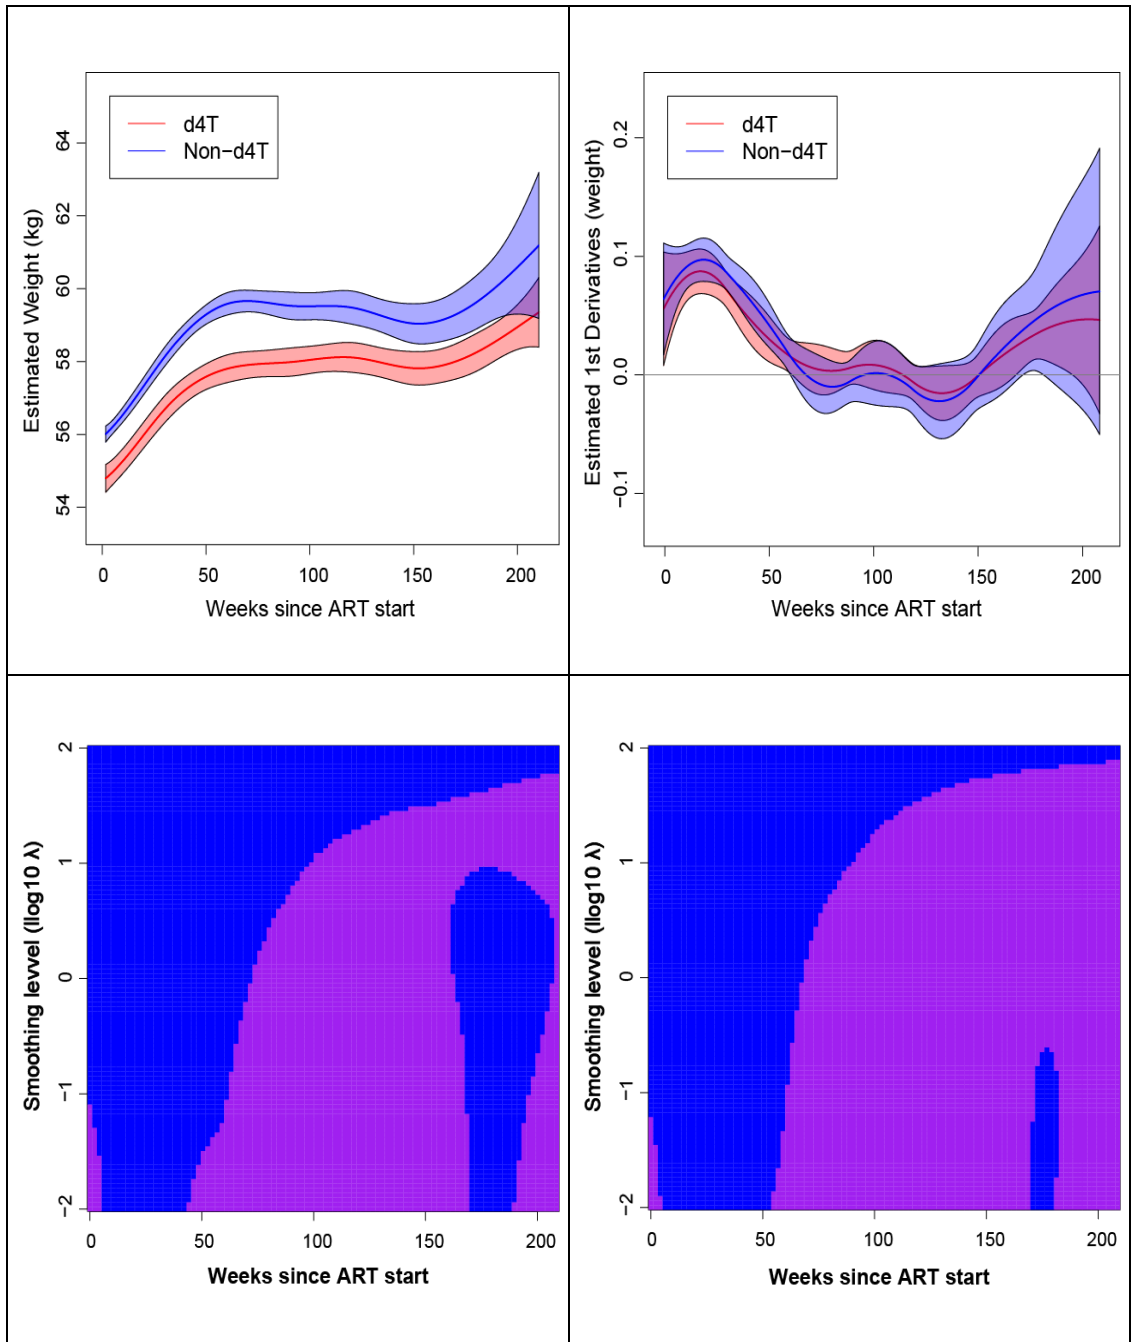 d4T
Non−d4T
Estimated Weight (kg)
64
62
60
58
56
54
0 50 100 150 200
Weeks since ART start
d4T
Non−d4T
Estimated 1st Derivatives (weight)
0.2
0.1
0.0
−0.1
0 50 100 150 200
Weeks since ART start
Smoothing levvel (llog10 λ)
2
1
0
−1
−2
0 50 100 150 200
Weeks since ART start
Smoothing levvel (llog10 λ)
2
1
0
−1
−2
0 50 100 150 200
Weeks since ART start